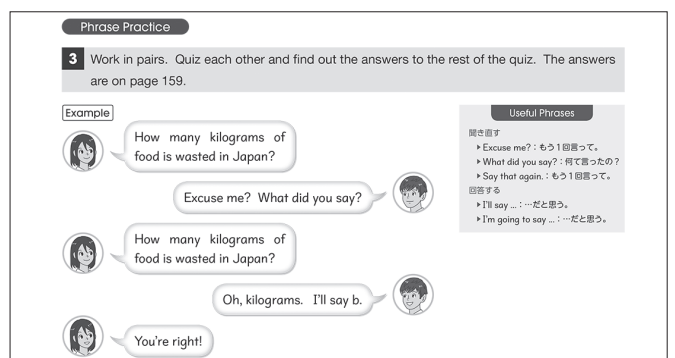 Phrase Practice
3 Work in pairs. Quiz each other and find out the answers to the rest of the quiz. The answers
are on page 159.
Example
How many kilograms of
food is wasted in Japan?
Excuse me? What did you say?
How many kilograms of
food is wasted in Japan?
Oh, kilograms. I'll say b.
You're right!
Useful Phrases
聞き直す
▶Excuse me?：もう1回言って。
▶What did you say?：何て言ったの？
▶Say that again.：もう1回言って。
回答する
▶I'll say ...：…だと思う。
▶I'm going to say ...：…だと思う。